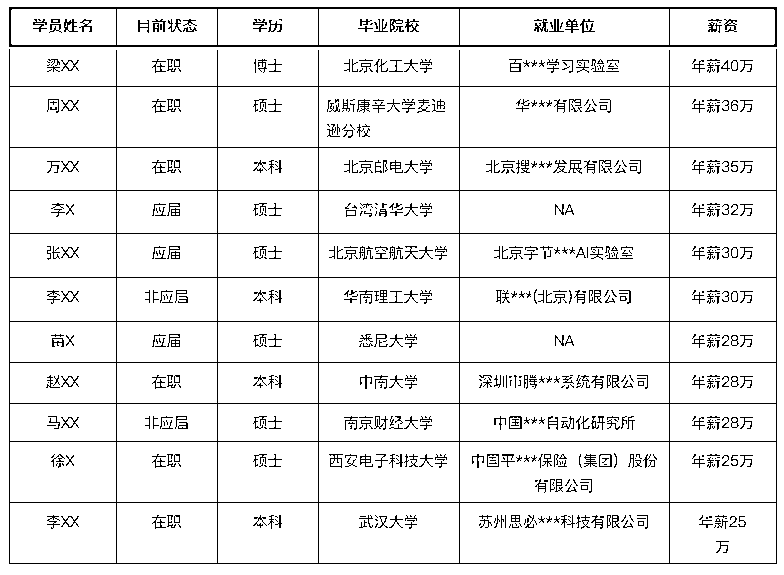 学员姓名 目前状态 学历 毕业院校 就业单位 薪资
梁XX 在职 博士 北京化工大学 百***学习实验室 年薪40万
周XX 在职 硕士 威斯康辛大学麦迪逊分校 华***有限公司 年薪36万
万XX 在职 本科 北京邮电大学 北京搜***发展有限公司 年薪35万
李X 应届 硕士 台湾清华大学 NA 年薪32万
张XX 应届 硕士 北京航空航天大学 北京字节***AI实验室 年薪30万
李XX 非应届 本科 华南理工大学 联***(北京)有限公司 年薪30万
苗X 应届 硕士 悉尼大学 NA 年薪28万
赵XX 在职 本科 中南大学 深圳市腾***系统有限公司 年薪28万
马XX 非应届 硕士 南京财经大学 中国***自动化研究所 年薪28万
徐X 在职 硕士 西安电子科技大学 中国平***保险（集团）股份有限公司 年薪25万
李XX 在职 本科 武汉大学 苏州思必***科技有限公司 年薪25万